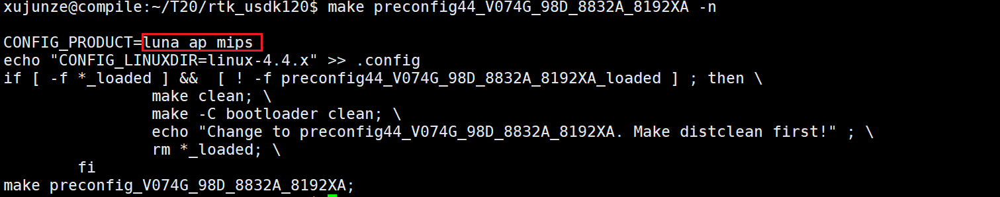 xujunze@compile:~/T20/rtk_usdk120$ make preconfig44_V074G_98D_8832A_8192XA -n
CONFIG_PRODUCT=luna ap mips
echo "CONFIG_LINUXDIR=linux-4.4.x" >> .config
if [ -f *_loaded ] &&  [ ! -f preconfig44_V074G_98D_8832A_8192XA_loaded ] ; then \
make clean; \
make -C bootloader clean; \
echo "Change to preconfig44_V074G_98D_8832A_8192XA. Make distclean first!" ; \
rm *_loaded; \
fi
make preconfig_V074G_98D_8832A_8192XA;